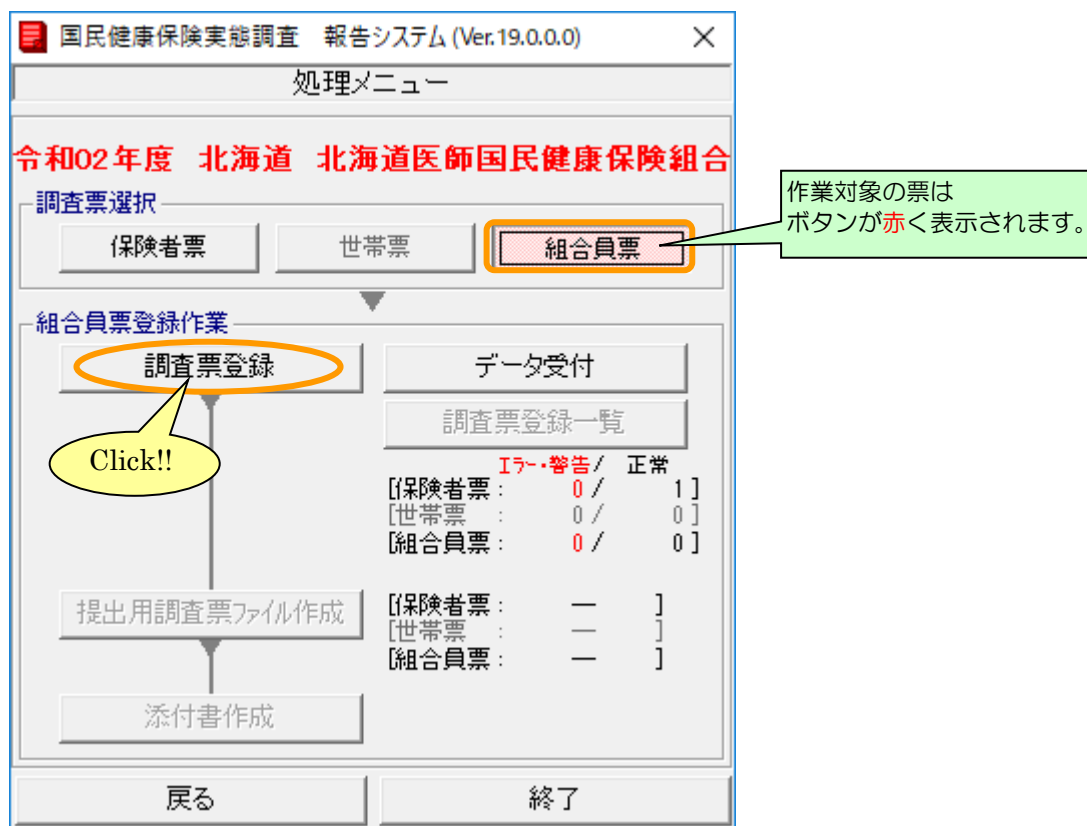 国民健康保険実態調査　報告システム (Ver.19.0.0.0)
処理メニュー
令和02年度　北海道　北海道医師国民健康保険組合
調査票選択
保険者票　世帯票　組合員票
作業対象の票は
ボタンが赤く表示されます。
組合員票登録作業
調査票登録　データ受付
Click!!
調査票登録一覧
ｴﾗｰ・警告/　正常
[保険者票：　0/　1]
[世帯票　：　0/　0]
[組合員票：　0/　0]
提出用調査票ﾌｧｲﾙ作成
[保険者票：　―　]
[世帯票　：　―　]
[組合員票：　―　]
添付書作成
戻る　終了